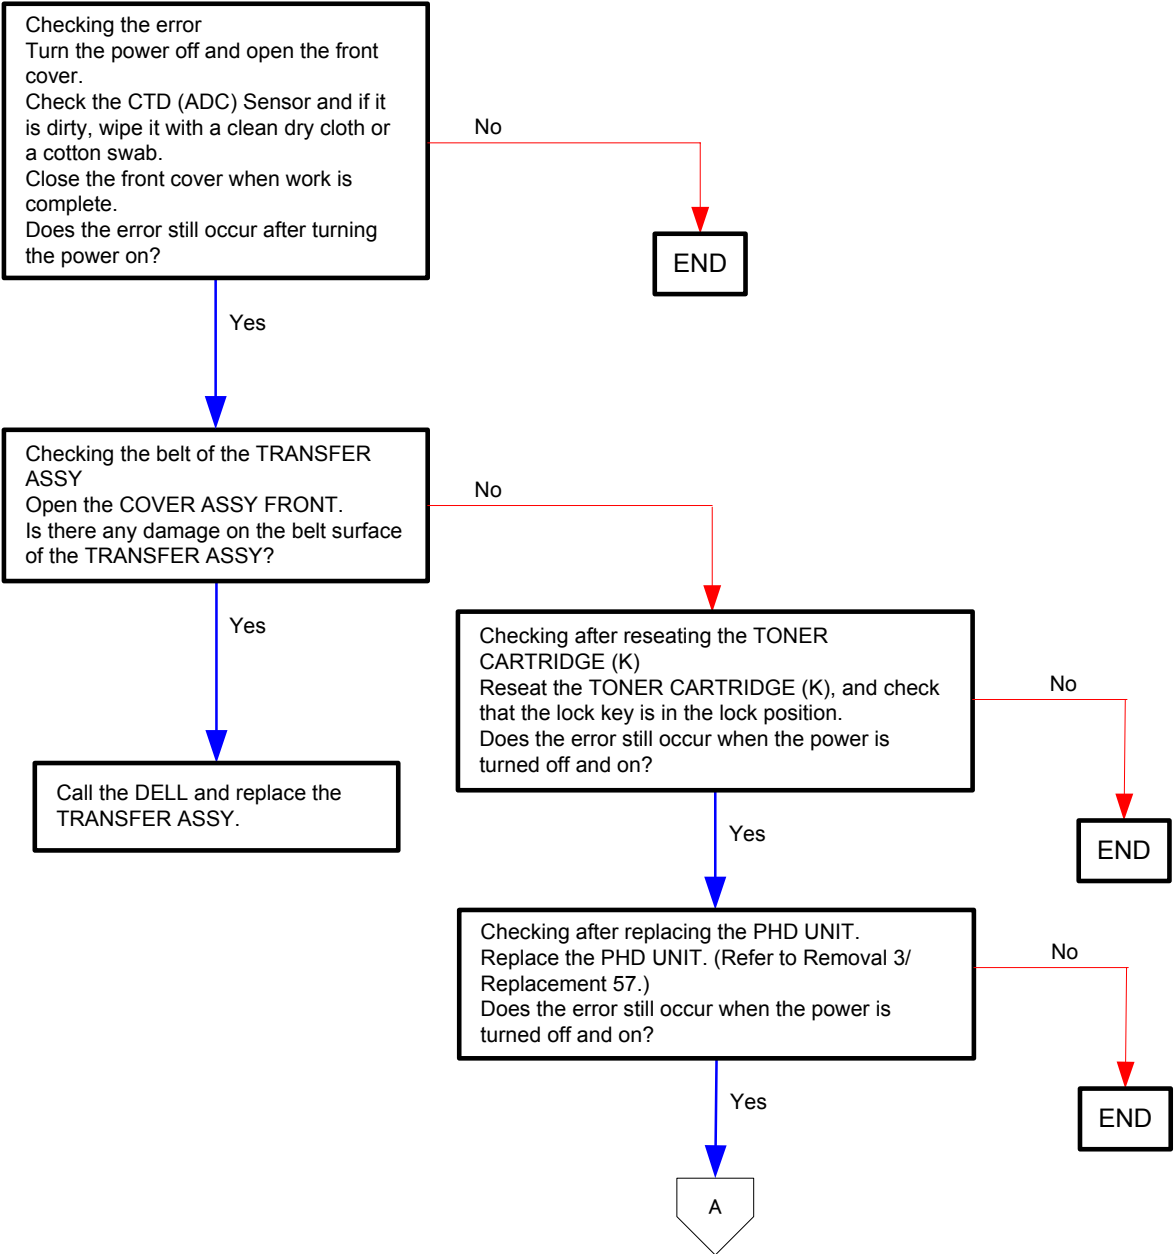 Checking the error
Turn the power off and open the front
cover.
Check the CTD (ADC) Sensor and if it
is dirty, wipe it with a clean dry cloth or
a cotton swab.
Close the front cover when work is
complete.
Does the error still occur after turning
the power on?
No
END
Yes
Checking the belt of the TRANSFER
ASSY
Open the COVER ASSY FRONT.
Is there any damage on the belt surface
of the TRANSFER ASSY?
No
Yes
Call the DELL and replace the
TRANSFER ASSY.
Checking after reseating the TONER
CARTRIDGE (K)
Reseat the TONER CARTRIDGE (K), and check
that the lock key is in the lock position.
Does the error still occur when the power is
turned off and on?
No
END
Yes
Checking after replacing the PHD UNIT.
Replace the PHD UNIT. (Refer to Removal 3/
Replacement 57.)
Does the error still occur when the power is
turned off and on?
No
END
Yes
A